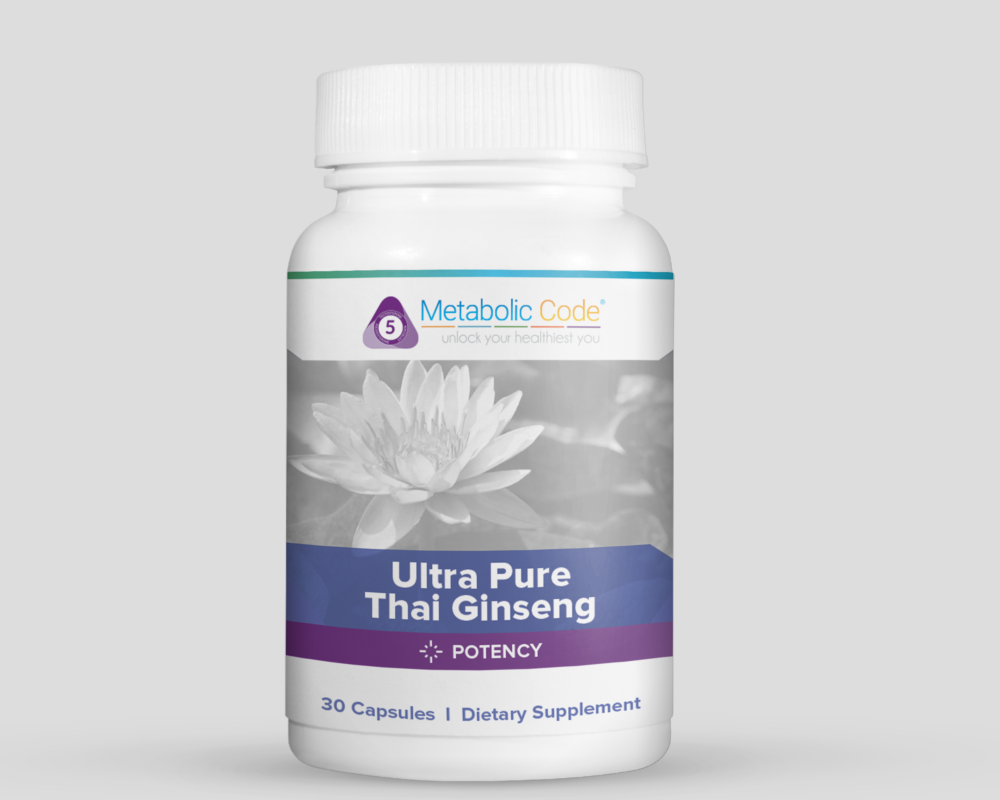 5
Metabolic Code®
unlock your healthiest you
Ultra Pure
Thai Ginseng
POTENCY
30 Capsules | Dietary Supplement